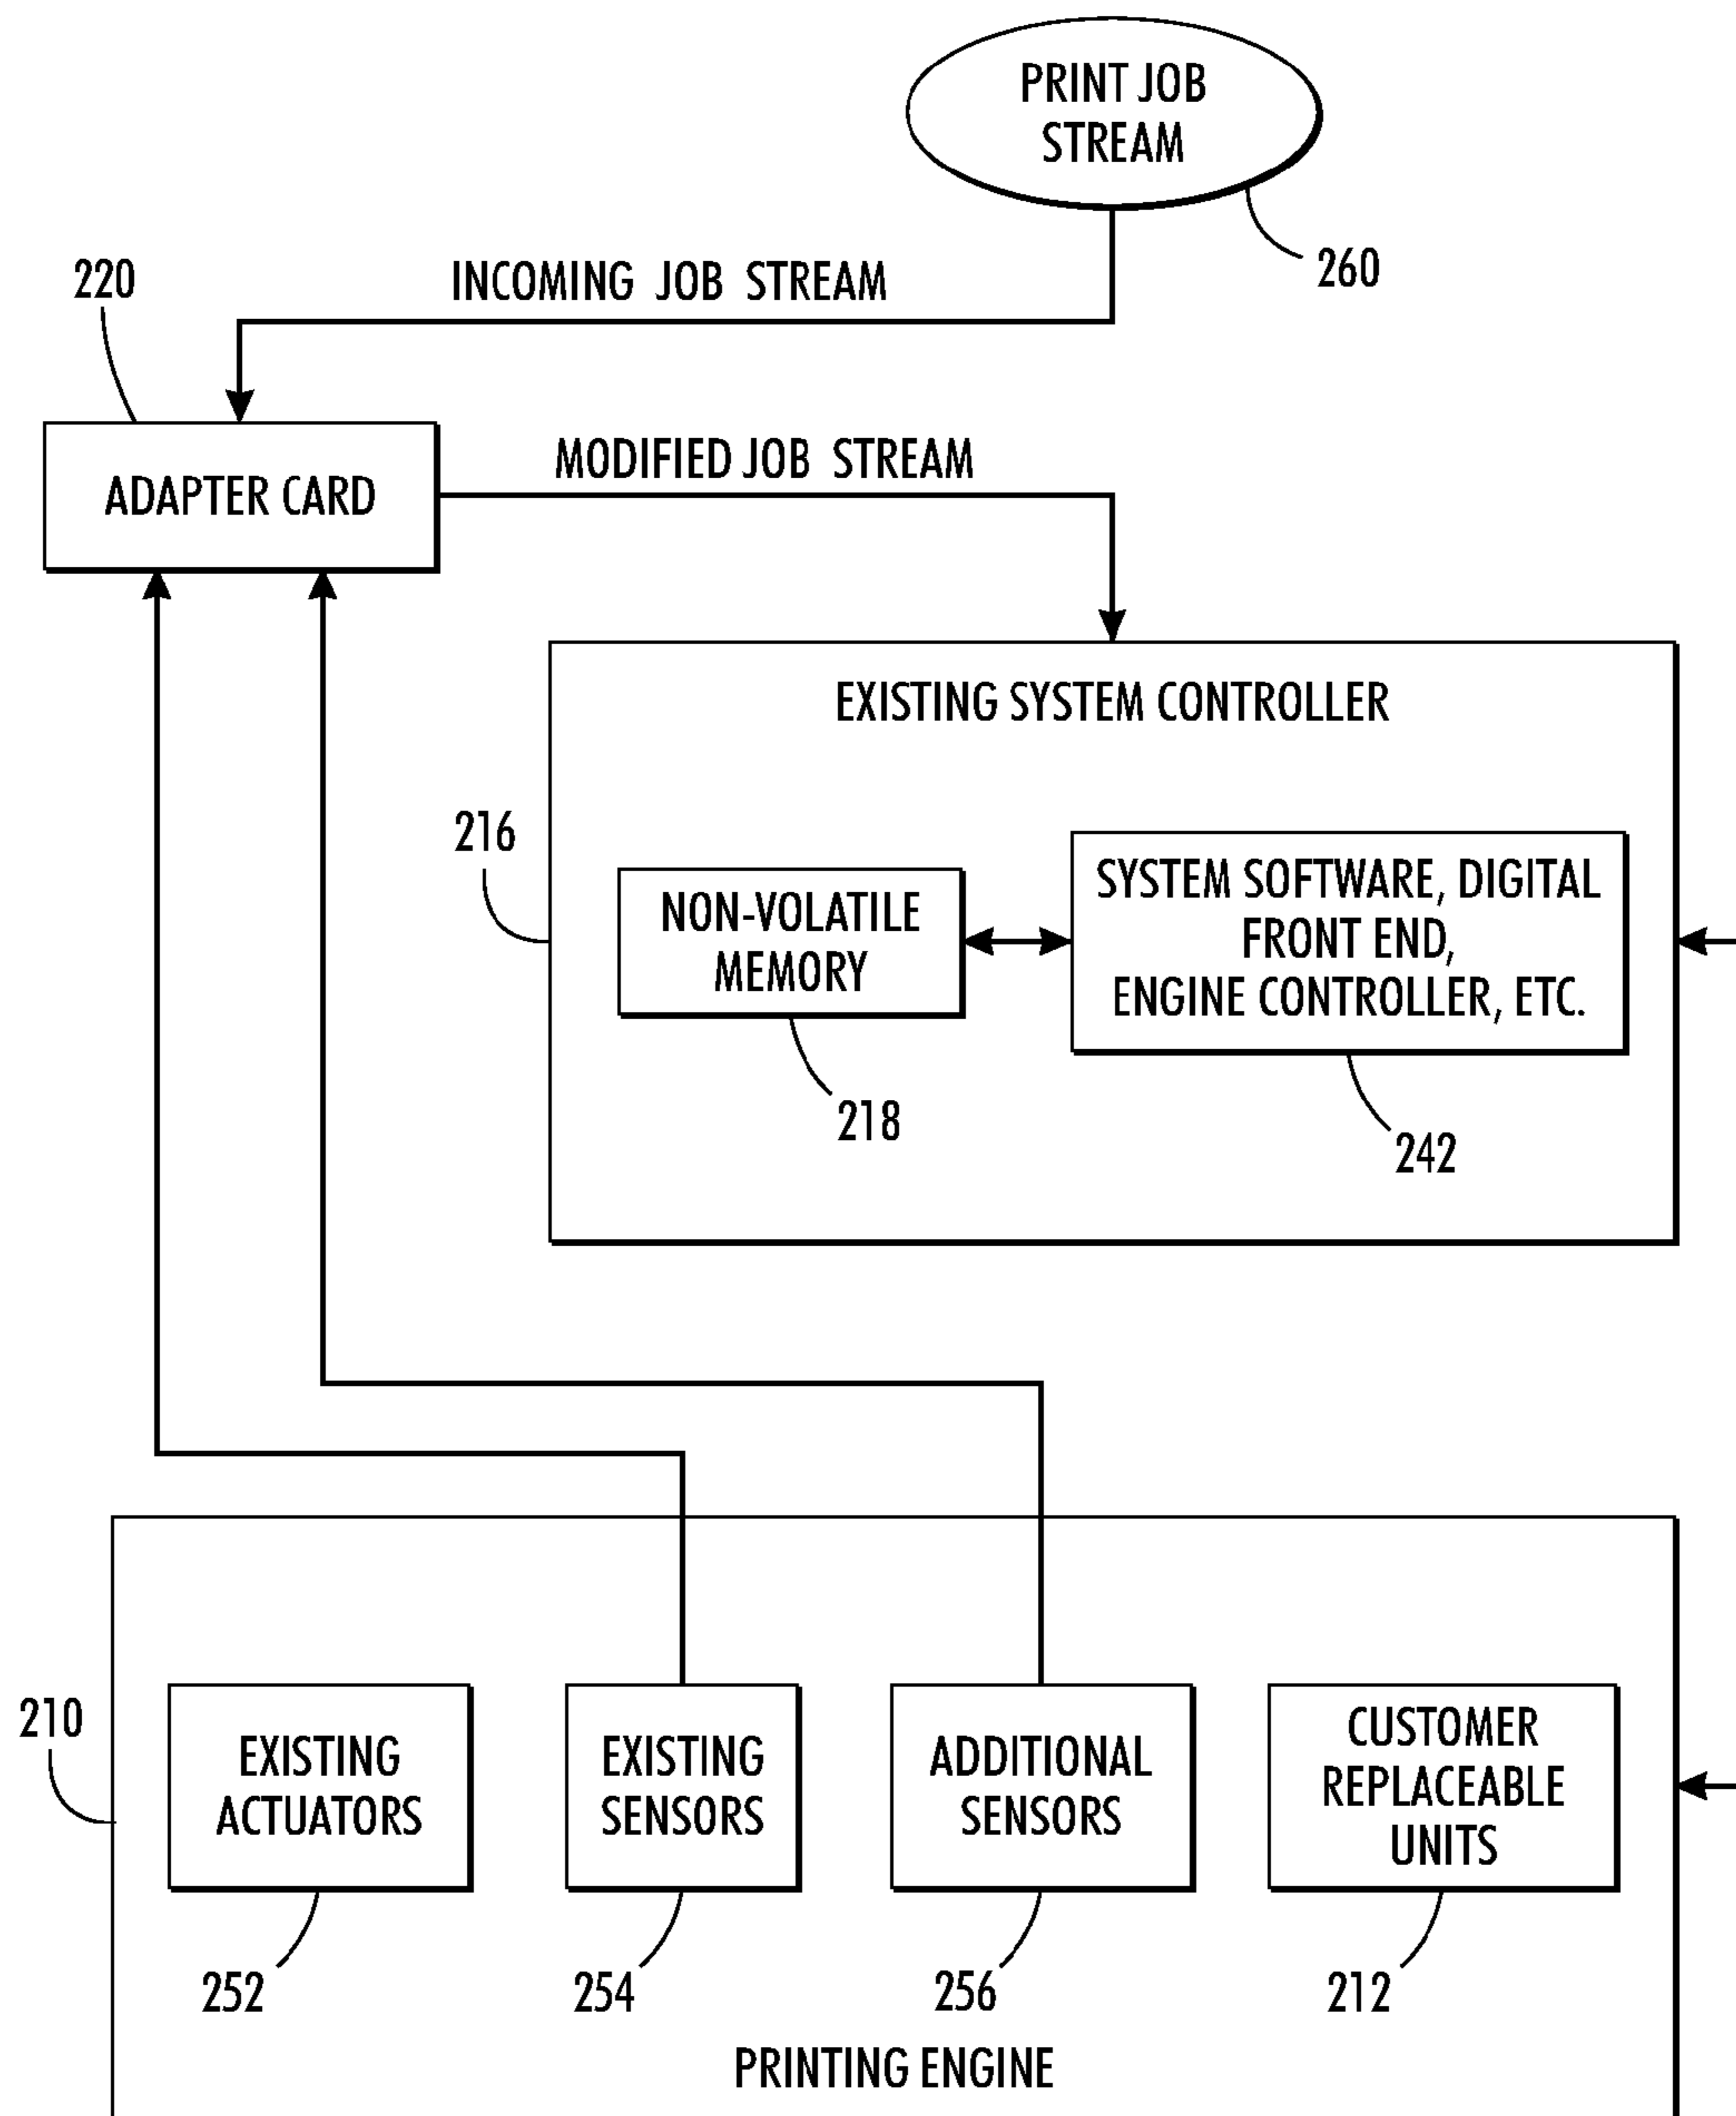 PRINT JOB
STREAM
260
INCOMING JOB STREAM
220
ADAPTER CARD
MODIFIED JOB STREAM
EXISTING SYSTEM CONTROLLER
216
NON-VOLATILE
MEMORY
218
SYSTEM SOFTWARE, DIGITAL
FRONT END,
ENGINE CONTROLLER, ETC.
242
210
EXISTING
ACTUATORS
252
EXISTING
SENSORS
254
ADDITIONAL
SENSORS
256
CUSTOMER
REPLACEABLE
UNITS
212
PRINTING ENGINE